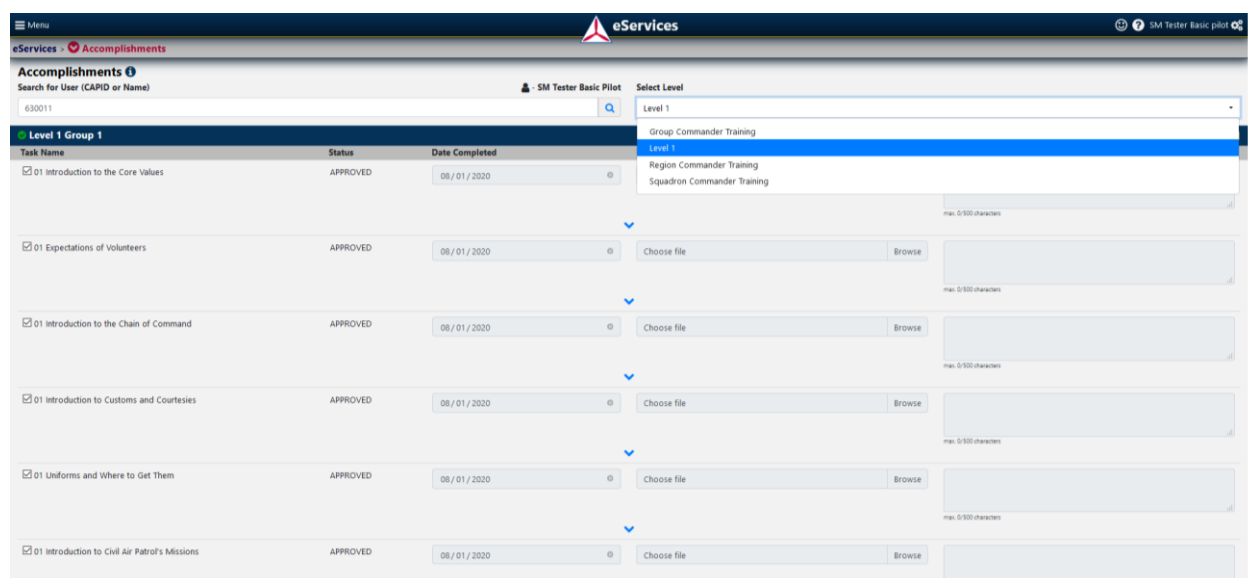 Menu
eServices
SM Tester Basic pilot
eServices > Accomplishments
Accomplishments
Search for User (CAPID or Name)
- SM Tester Basic Pilot
Select Level
630011
Level 1
Group Commander Training
Level 1
Region Commander Training
Squadron Commander Training
Level 1 Group 1
Task Name Status Date Completed
01 Introduction to the Core Values APPROVED 08/01/2020
max. 0/500 characters
01 Expectations of Volunteers APPROVED 08/01/2020 Choose file Browse
max. 0/500 characters
01 Introduction to the Chain of Command APPROVED 08/01/2020 Choose file Browse
max. 0/500 characters
01 Introduction to Customs and Courtesies APPROVED 08/01/2020 Choose file Browse
max. 0/500 characters
01 Uniforms and Where to Get Them APPROVED 08/01/2020 Choose file Browse
max. 0/500 characters
01 Introduction to Civil Air Patrol's Missions APPROVED 08/01/2020 Choose file Browse